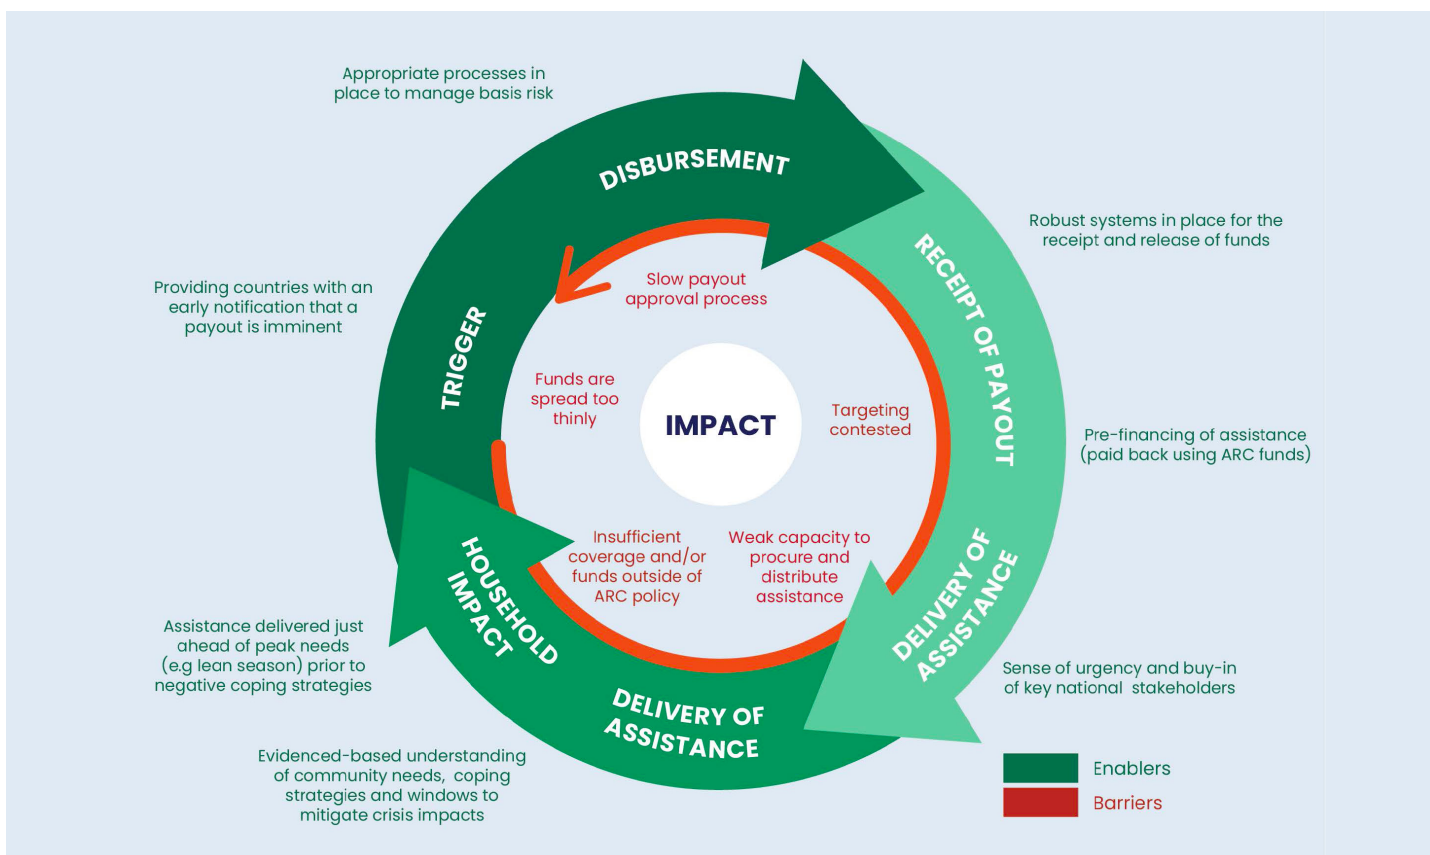 Appropriate processes in
place to manage basis risk
DISBURSEMENT
Robust systems in place for the
receipt and release of funds
RECEIPT OF PAYOUT
Slow payout
approval process
Providing countries with an
early notification that a
payout is imminent
TRIGGER
Funds are
spread too
thinly
IMPACT
Targeting
contested
Pre-financing of assistance
(paid back using ARC funds)
Insufficient
coverage and/or
funds outside of
ARC policy
Weak capacity to
procure and
distribute
assistance
DELIVERY OF
ASSISTANCE
HOUSEHOLD
IMPACT
Assistance delivered just
ahead of peak needs
(e.g lean season) prior to
negative coping strategies
Sense of urgency and buy-in
of key national stakeholders
DELIVERY OF
ASSISTANCE
Evidenced-based understanding
of community needs, coping
strategies and windows to
mitigate crisis impacts
Enablers
Barriers